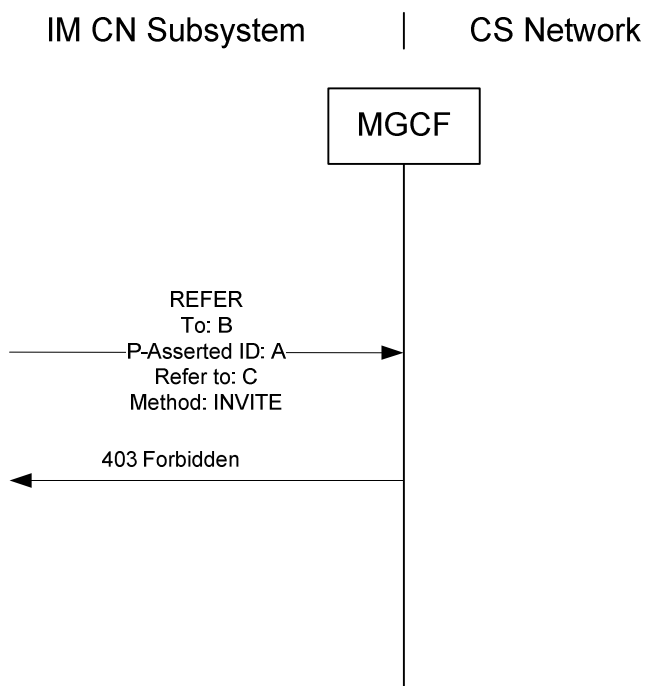 IM CN Subsystem | CS Network
MGCF
REFER
To: B
P-Asserted ID: A
Refer to: C
Method: INVITE
403 Forbidden